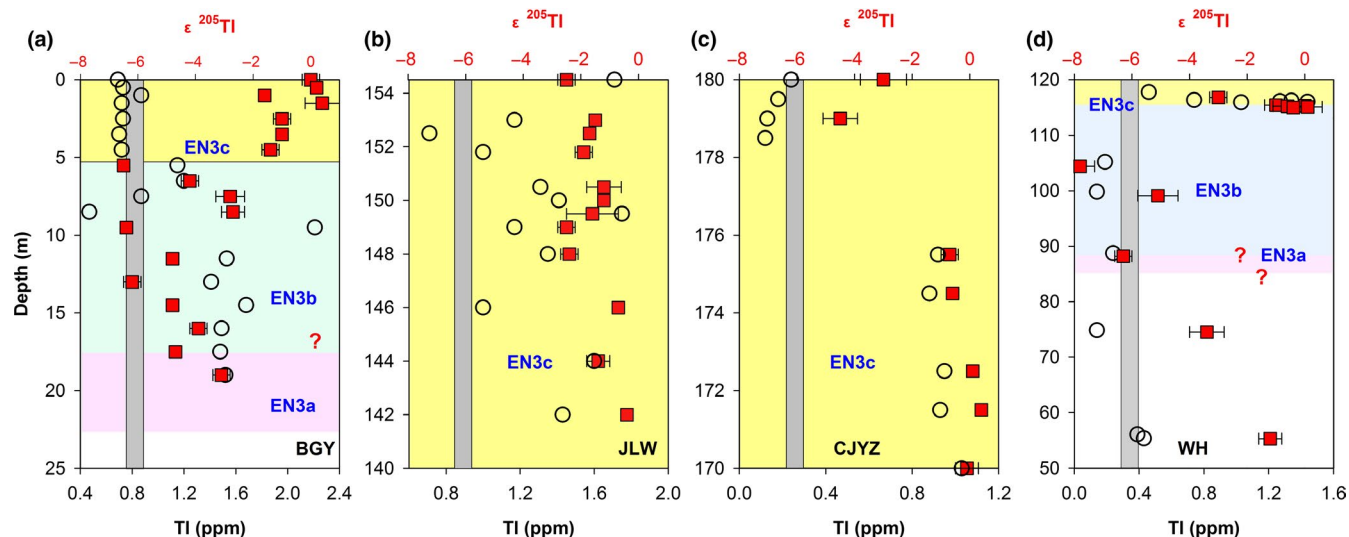 ε ²⁰⁵Tl
ε ²⁰⁵Tl
ε ²⁰⁵Tl
ε ²⁰⁵Tl
(a) −8 −6 −4 −2 0
(b) −8 −6 −4 −2 0
(c) −8 −6 −4 −2 0
(d) −8 −6 −4 −2 0
Depth (m)
0
5
10
15
20
25
EN3c
EN3b
?
EN3a
BGY
0.4 0.8 1.2 1.6 2.0 2.4
Tl (ppm)
154
152
150
148
146
144
142
140
EN3c
JLW
0.8 1.2 1.6 2.0
Tl (ppm)
180
178
176
174
172
170
EN3c
CJYZ
0.0 0.4 0.8 1.2
Tl (ppm)
120
110
100
90
80
70
60
50
EN3c
EN3b
EN3a
?
?
WH
0.0 0.4 0.8 1.2 1.6
Tl (ppm)